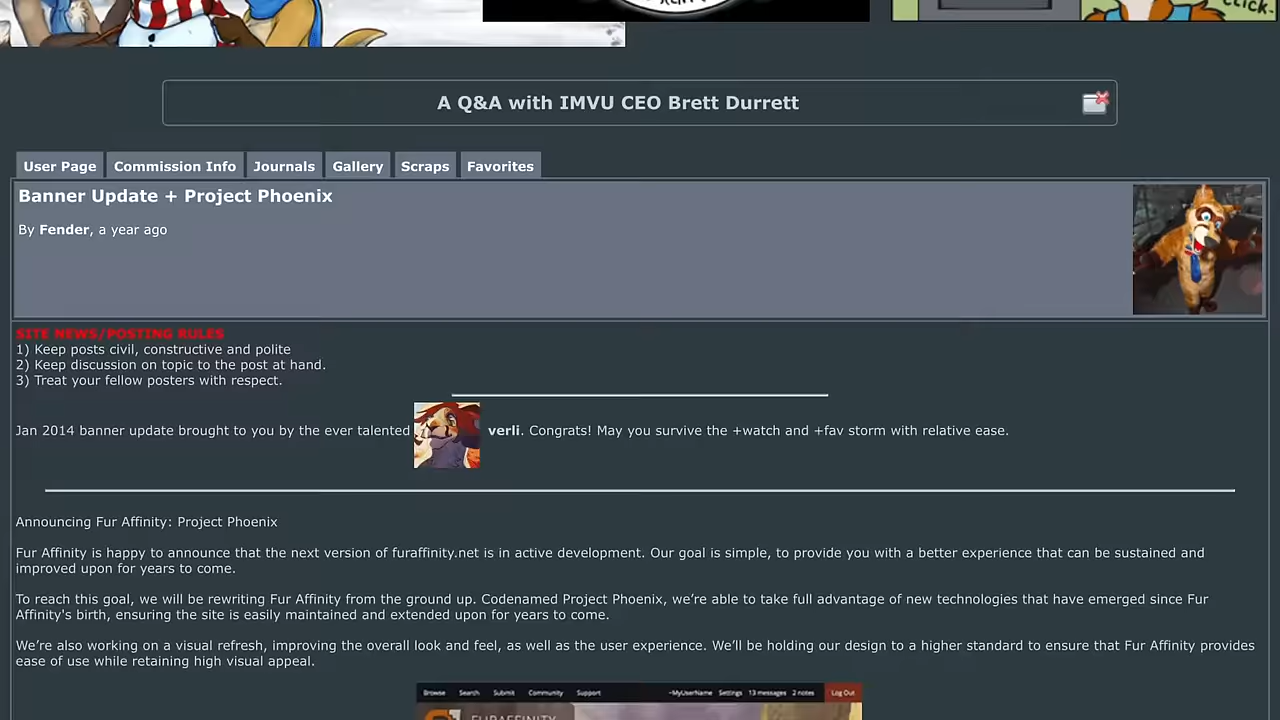 click.
A Q&A with IMVU CEO Brett Durrett
User Page Commission Info Journals Gallery Scraps Favorites
Banner Update + Project Phoenix
By Fender, a year ago
SITE NEWS/POSTING RULES
1) Keep posts civil, constructive and polite
2) Keep discussion on topic to the post at hand.
3) Treat your fellow posters with respect.
Jan 2014 banner update brought to you by the ever talented verli. Congrats! May you survive the +watch and +fav storm with relative ease.
Announcing Fur Affinity: Project Phoenix
Fur Affinity is happy to announce that the next version of furaffinity.net is in active development. Our goal is simple, to provide you with a better experience that can be sustained and
improved upon for years to come.
To reach this goal, we will be rewriting Fur Affinity from the ground up. Codenamed Project Phoenix, we’re able to take full advantage of new technologies that have emerged since Fur
Affinity's birth, ensuring the site is easily maintained and extended upon for years to come.
We’re also working on a visual refresh, improving the overall look and feel, as well as the user experience. We’ll be holding our design to a higher standard to ensure that Fur Affinity provides
ease of use while retaining high visual appeal.
Browse Search Submit Community Support ~MyUserName Settings 13 messages 2 notes Log Out
FURAFFINITY